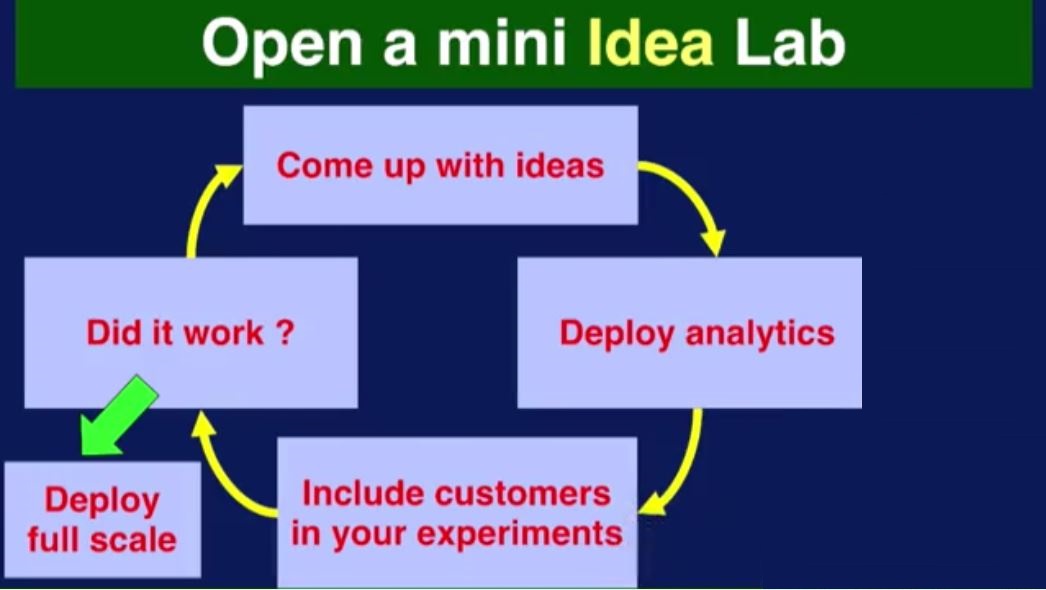 Open a mini Idea Lab
Come up with ideas
Did it work ?
Deploy analytics
Include customers
in your experiments
Deploy
full scale